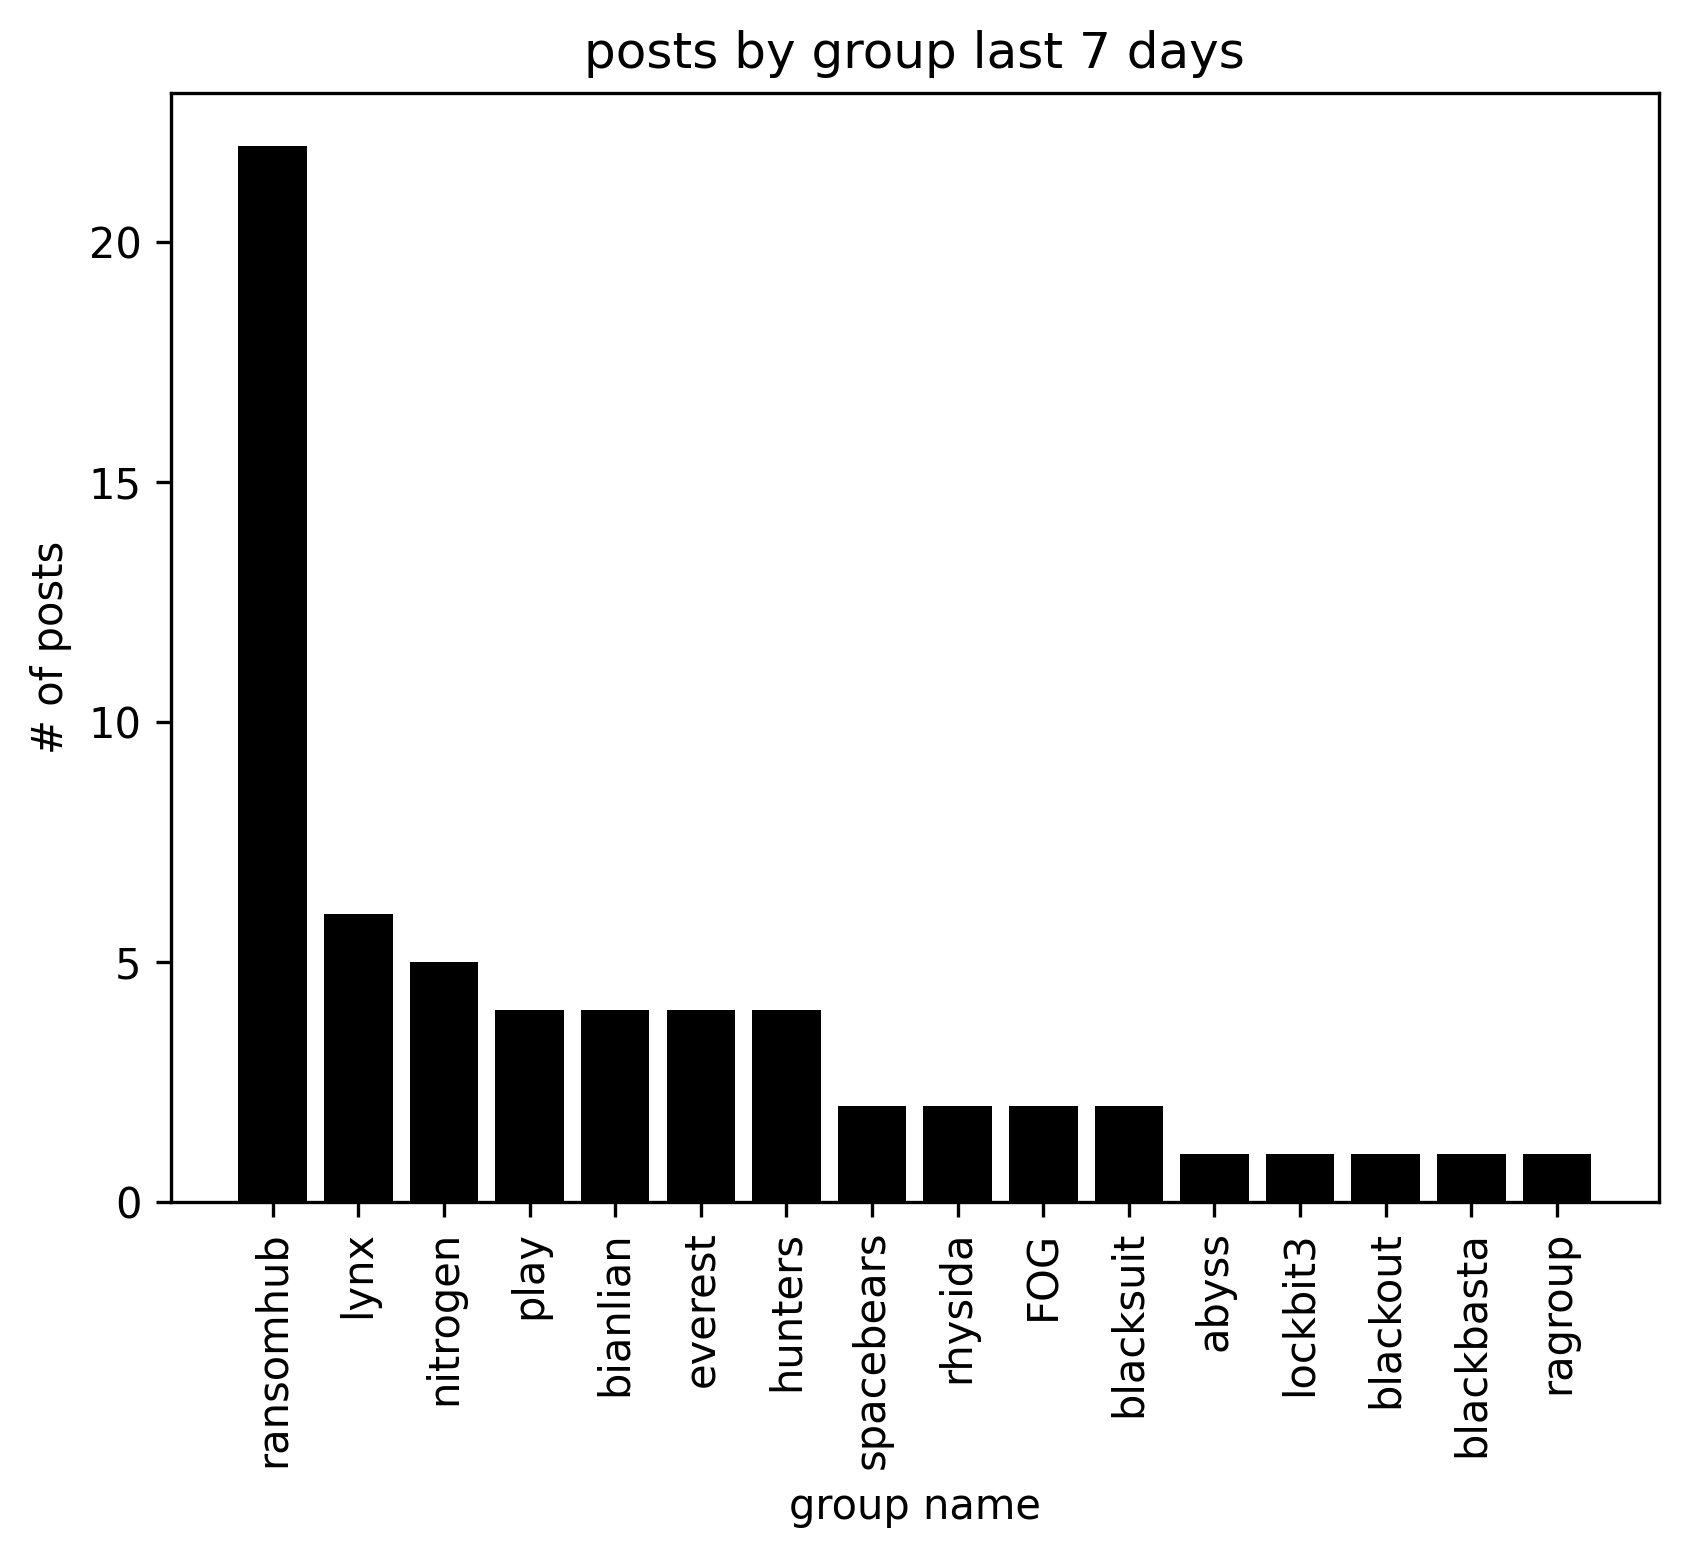 posts by group last 7 days
# of posts
20
15
10
5
0
ransomhub
lynx
nitrogen
play
bianlian
everest
hunters
spacebears
rhysida
FOG
blacksuit
abyss
lockbit3
blackout
blackbasta
ragroup
group name